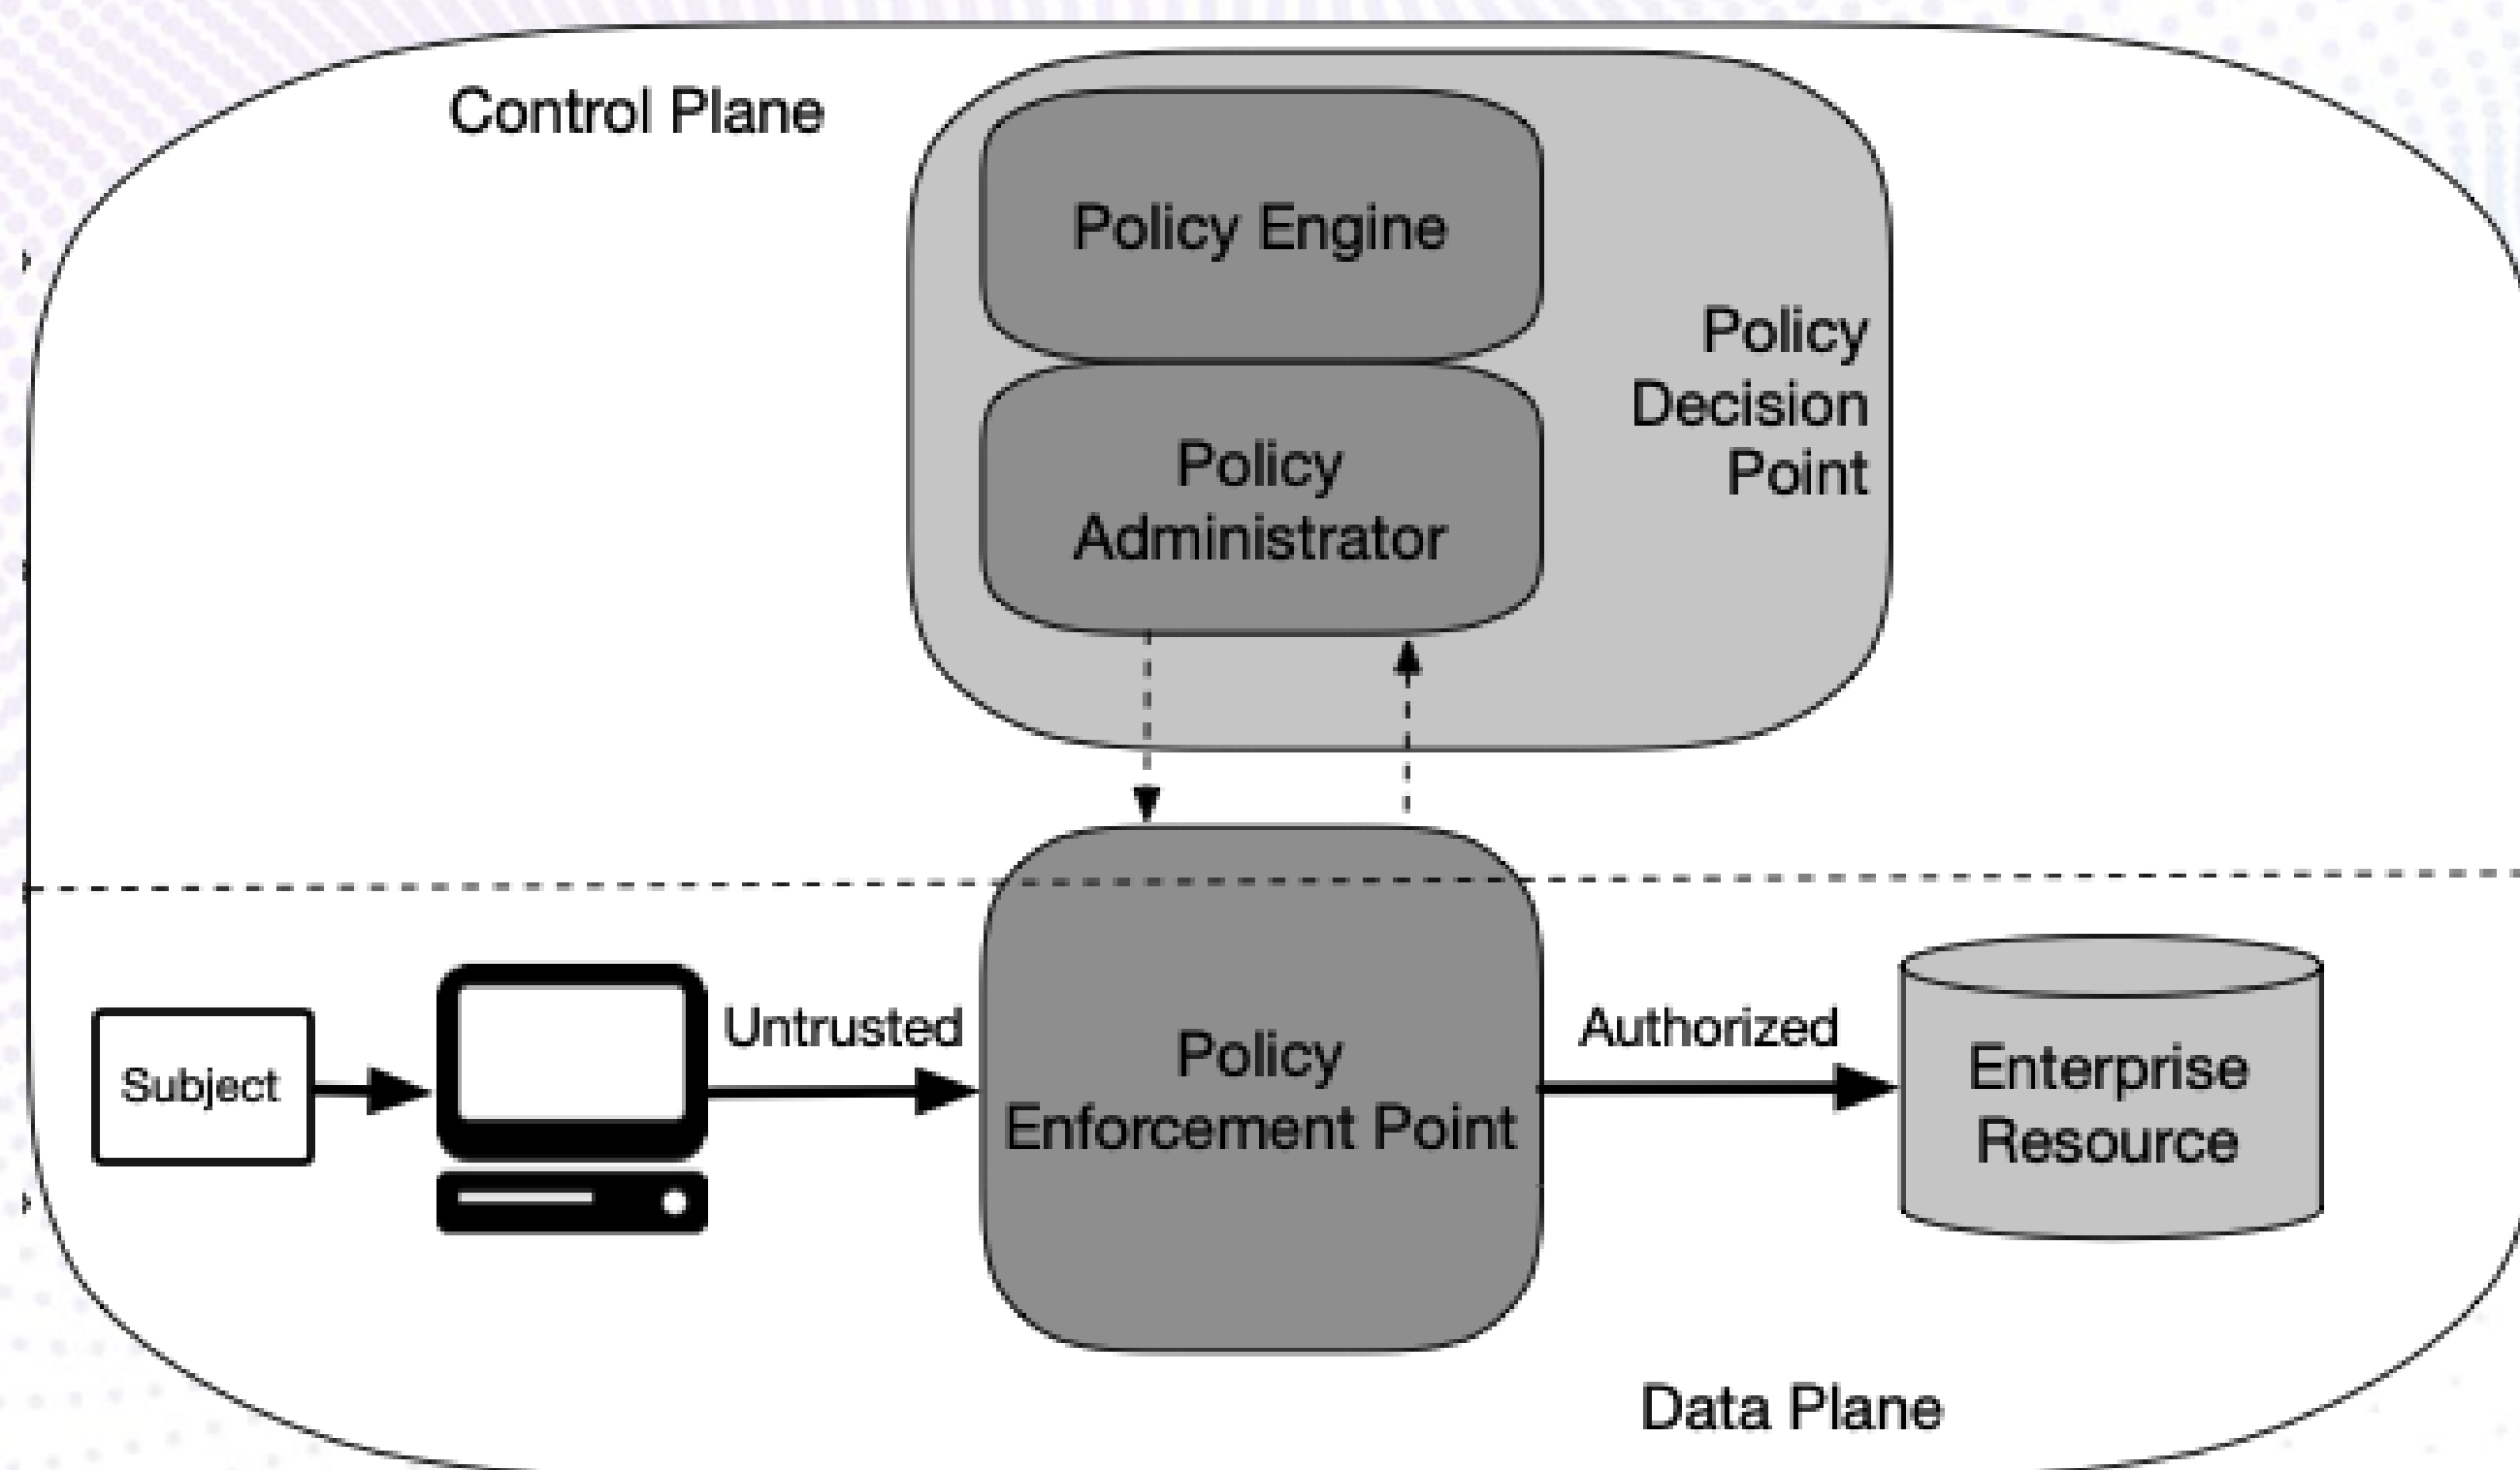 Control Plane
Policy Engine
Policy
Administrator
Policy
Decision
Point
Subject
Untrusted
Policy
Enforcement Point
Authorized
Enterprise
Resource
Data Plane